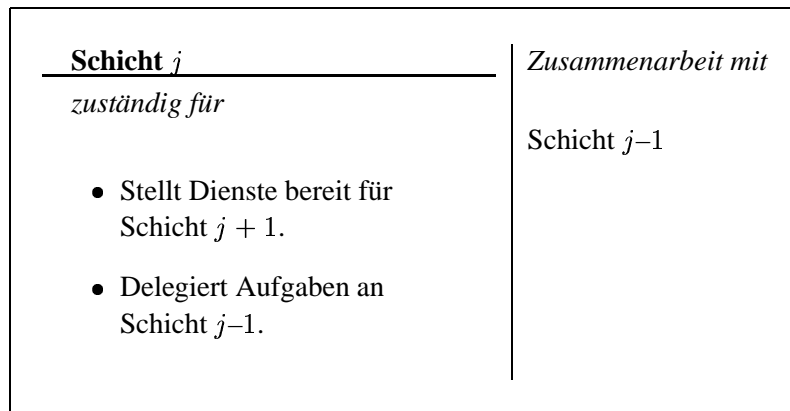 Schicht j
zuständig für
• Stellt Dienste bereit für
Schicht j + 1.
• Delegiert Aufgaben an
Schicht j–1.
Zusammenarbeit mit
Schicht j–1